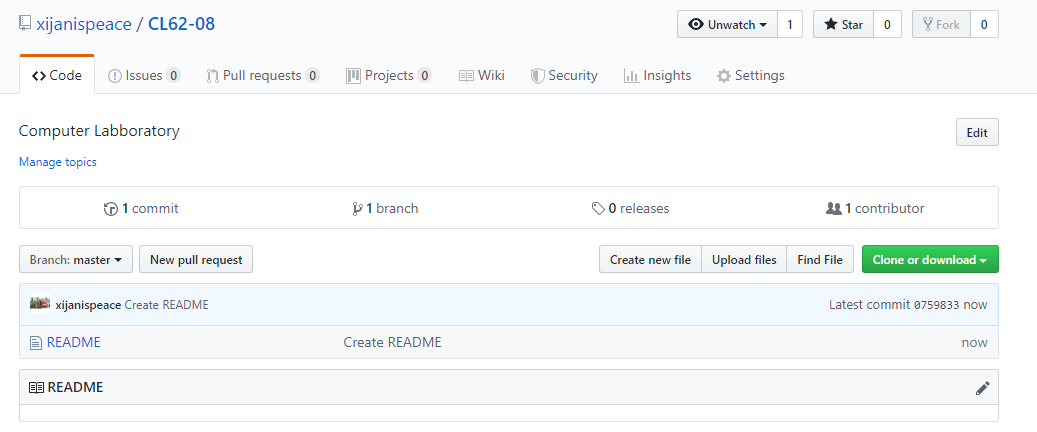 xijanispeace / CL62-08 Unwatch 1 Star 0 Fork 0
Code Issues 0 Pull requests 0 Projects 0 Wiki Security Insights Settings
Computer Labboratory Edit
Manage topics
1 commit 1 branch 0 releases 1 contributor
Branch: master New pull request Create new file Upload files Find File Clone or download
xijanispeace Create README Latest commit 0759833 now
README Create README now
README